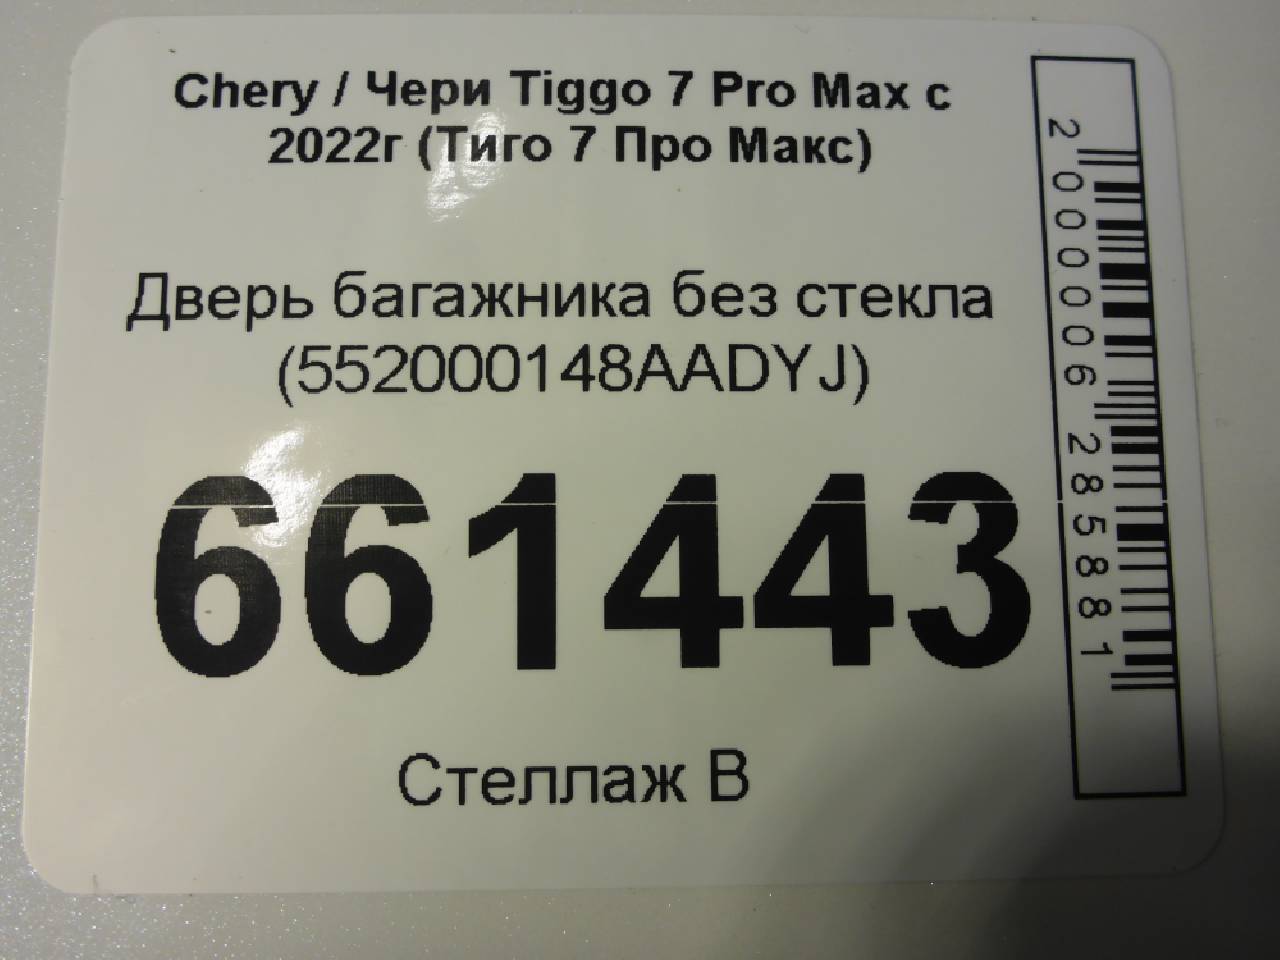 Chery / Чери Tiggo 7 Pro Max с
2022г (Тиго 7 Про Макс)
Дверь багажника без стекла
(552000148AADYJ)
661443
Стеллаж В
2000006285881